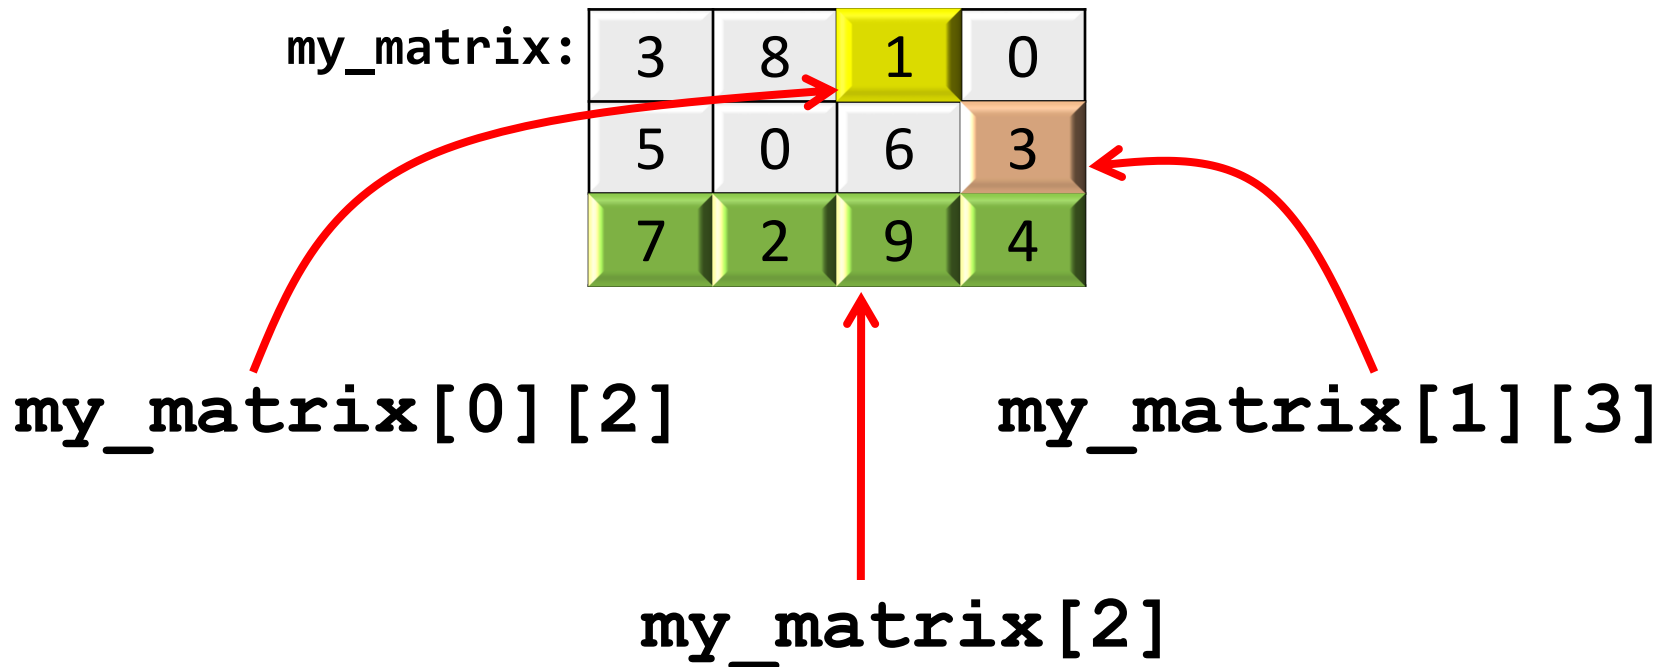 my_matrix: 3 8 1 0
5 0 6 3
7 2 9 4
my_matrix[0][2] my_matrix[1][3]
my_matrix[2]